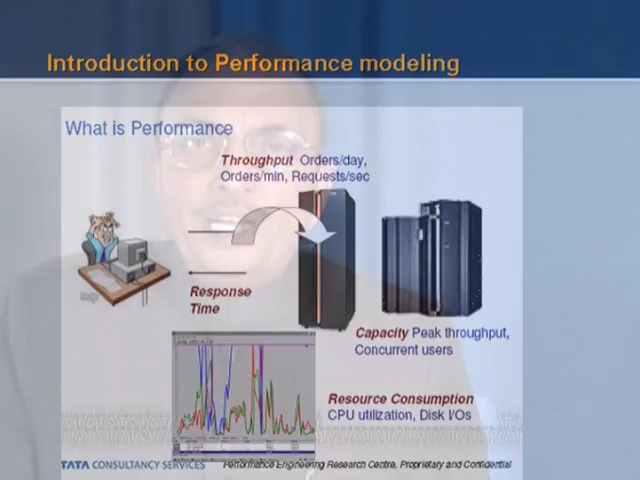 Introduction to Performance modeling
What is Performance
Throughput Orders/day,
Orders/min, Requests/sec
Response
Time
Capacity Peak throughput,
Concurrent users
Resource Consumption
CPU utilization, Disk I/Os
TATA CONSULTANCY SERVICES Performance Engineering Research Centre, Proprietary and Confidential